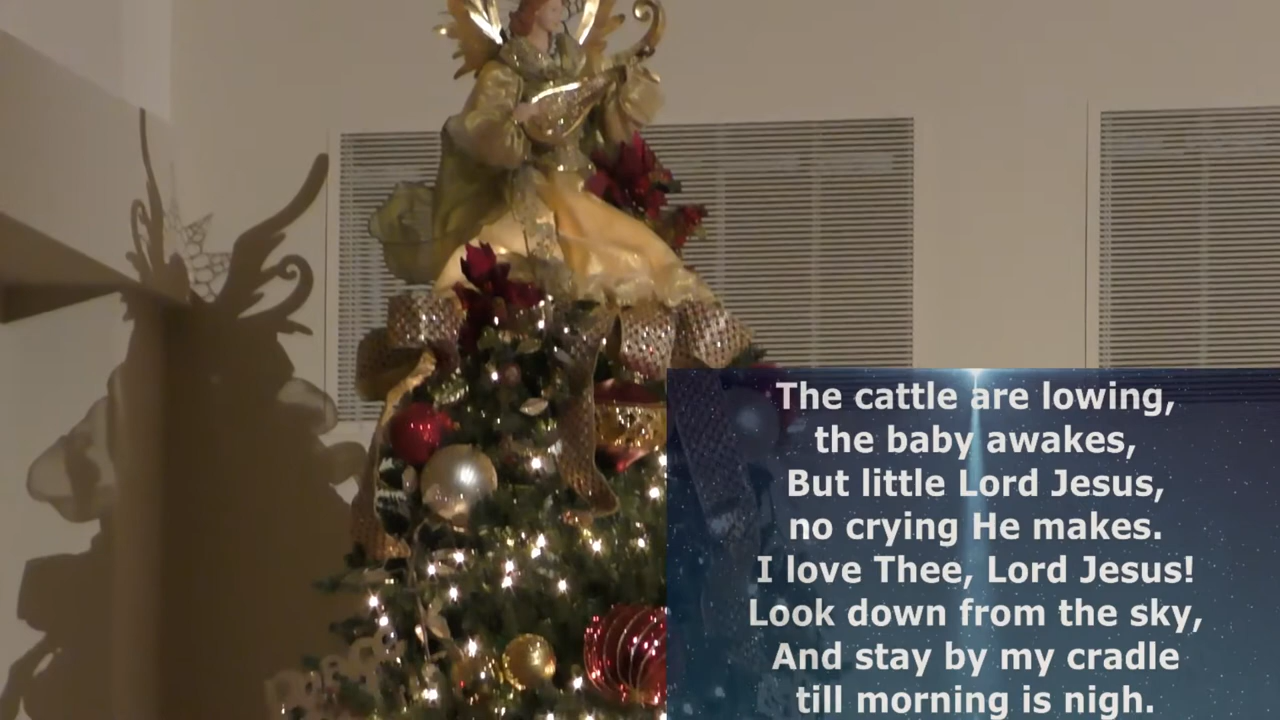 The cattle are lowing,
the baby awakes,
But little Lord Jesus,
no crying He makes.
I love Thee, Lord Jesus!
Look down from the sky,
And stay by my cradle
till morning is nigh.